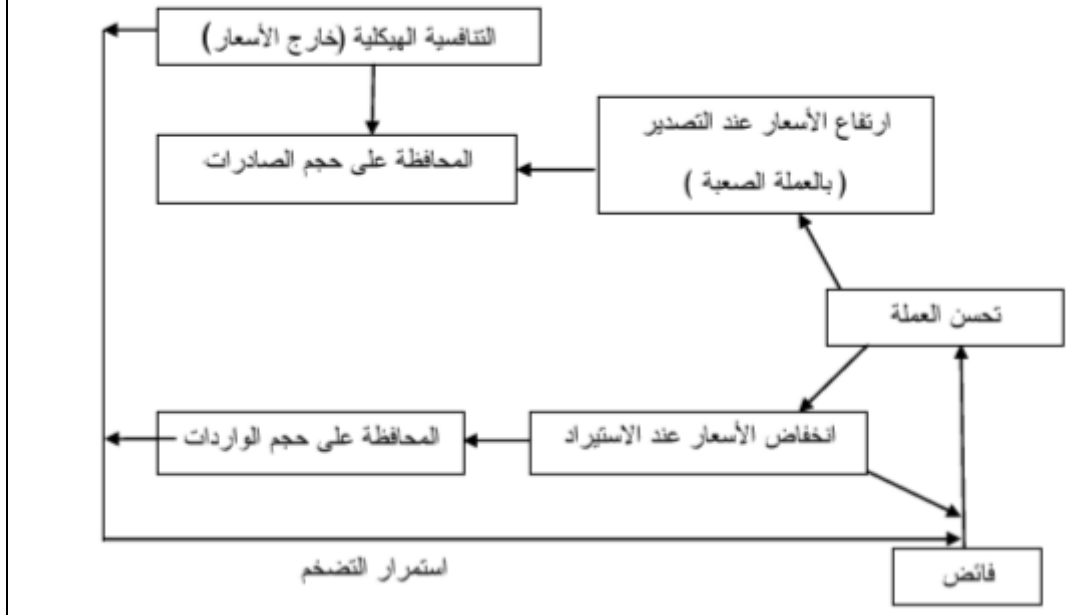 التنافسية الهيكلية (خارج الأسعار)
ارتفاع الأسعار عند التصدير
(بالعملة الصعبة )
المحافظة على حجم الصادرات
تحسن العملة
انخفاض الأسعار عند الاستيراد
المحافظة على حجم الواردات
استمرار التضخم
فائض